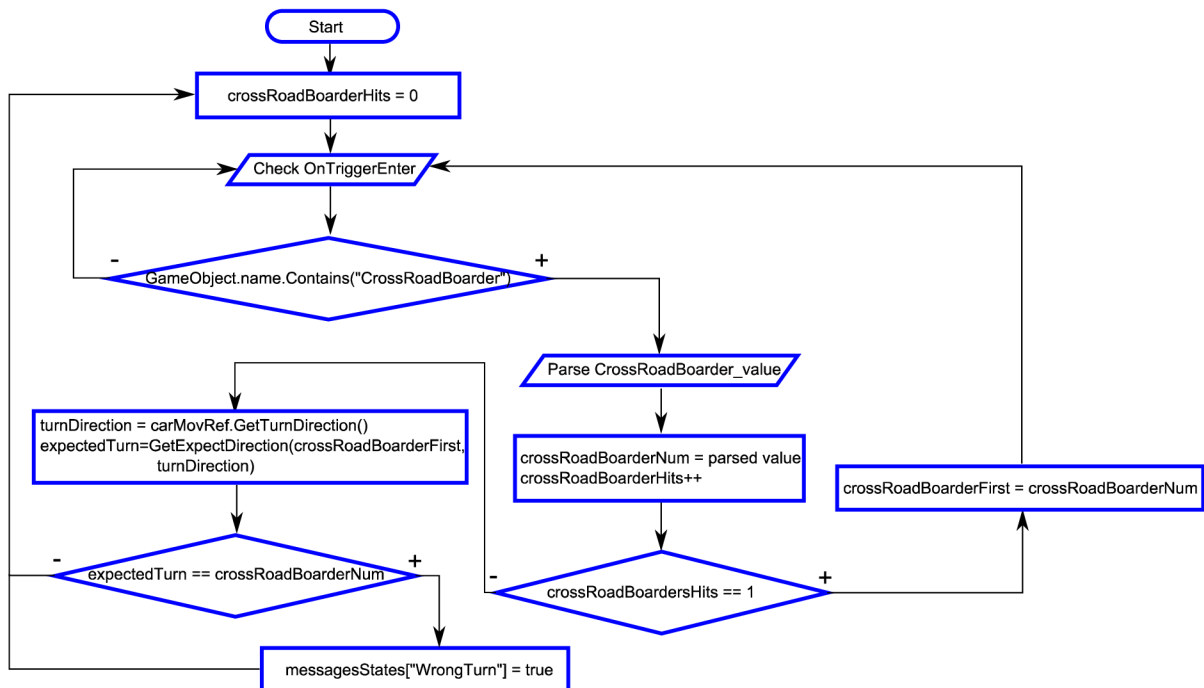 Start
crossRoadBoarderHits = 0
Check OnTriggerEnter
-
+
GameObject.name.Contains("CrossRoadBoarder")
Parse CrossRoadBoarder_value
turnDirection = carMovRef.GetTurnDirection()
expectedTurn=GetExpectDirection(crossRoadBoarderFirst,
turnDirection)
crossRoadBoarderNum = parsed value
crossRoadBoarderHits++
crossRoadBoarderFirst = crossRoadBoarderNum
-
+
expectedTurn == crossRoadBoarderNum
-
+
crossRoadBoardersHits == 1
messagesStates["WrongTurn"] = true